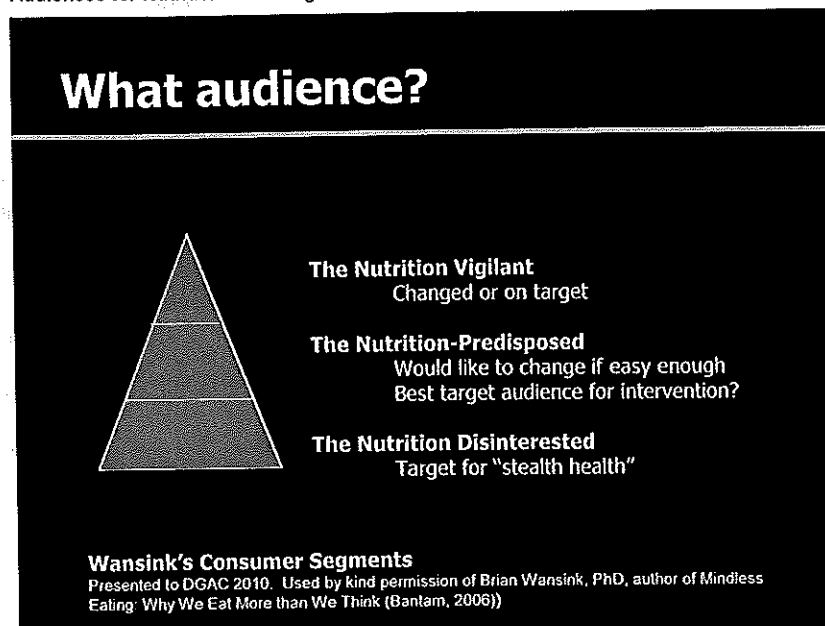 What audience?
The Nutrition Vigilant
Changed or on target
The Nutrition-Predisposed
Would like to change if easy enough
Best target audience for intervention?
The Nutrition Disinterested
Target for "stealth health"
Wansink's Consumer Segments
Presented to DGAC 2010. Used by kind permission of Brian Wansink, PhD, author of Mindless
Eating: Why We Eat More than We Think (Bantam, 2006))